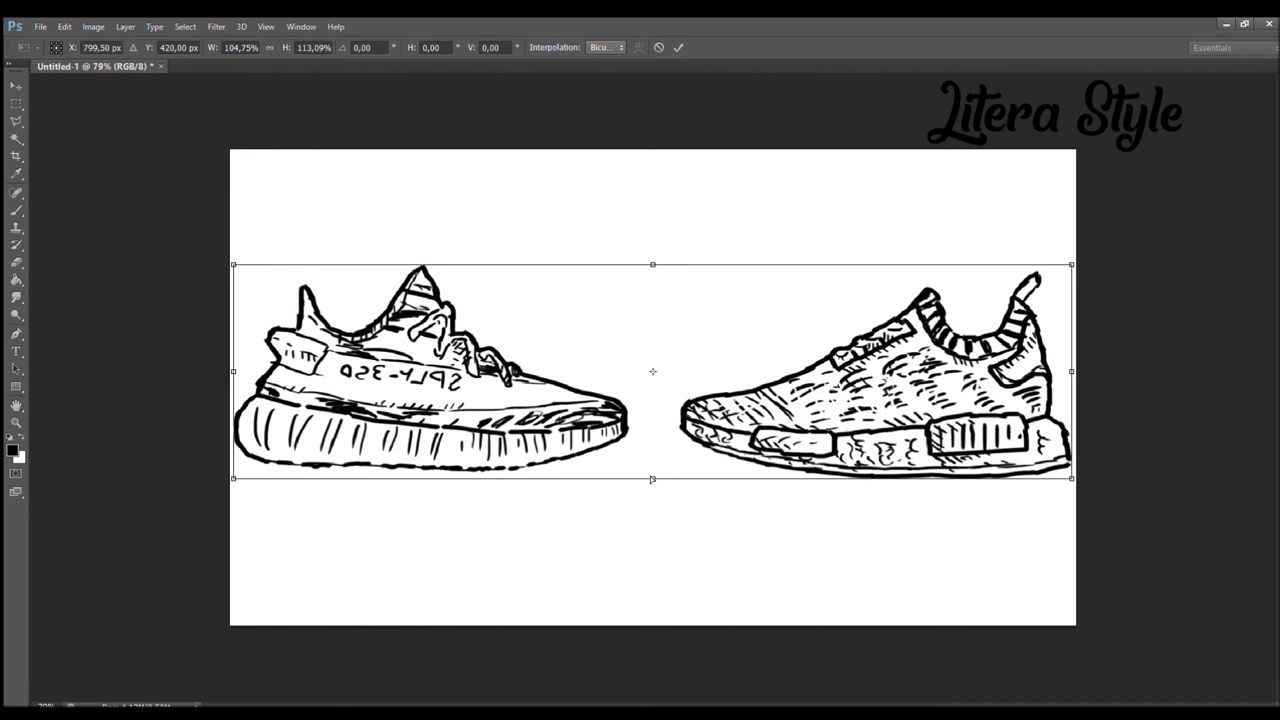 Ps File Edit Image Layer Type Select Filter 3D View Window Help
X: 799,50 px Y: 420,00 px W: 104,75% H: 113,09% 0,00 ° H: 0,00 ° V: 0,00 ° Interpolation: Bicu... Essentials
Untitled-1 @ 79% (RGB/8) * ×
Litera Style
SPLY-350